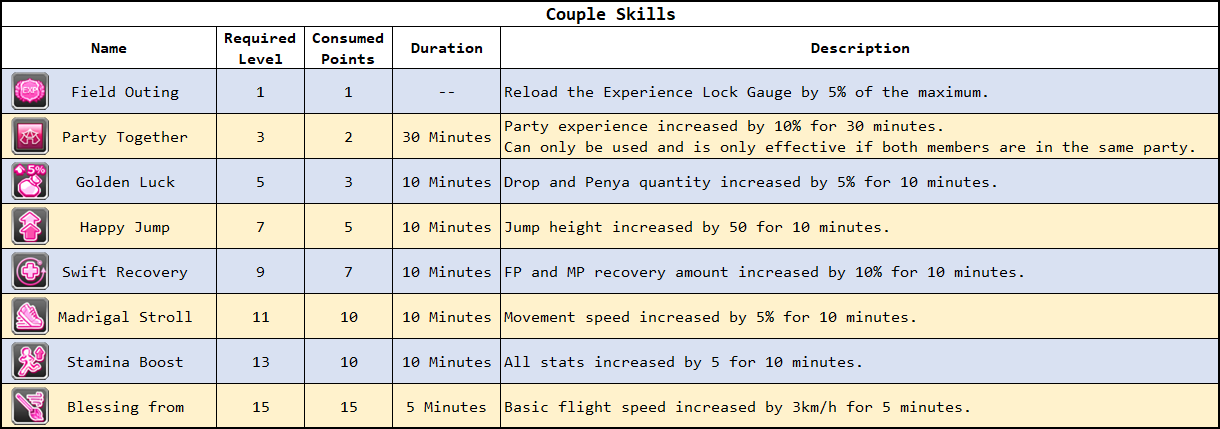 Couple Skills
Name Required Level Consumed Points Duration Description
EXP Field Outing 1 1 -- Reload the Experience Lock Gauge by 5% of the maximum.
Party Together 3 2 30 Minutes Party experience increased by 10% for 30 minutes.
Can only be used and is only effective if both members are in the same party.
5% Golden Luck 5 3 10 Minutes Drop and Penya quantity increased by 5% for 10 minutes.
Happy Jump 7 5 10 Minutes Jump height increased by 50 for 10 minutes.
Swift Recovery 9 7 10 Minutes FP and MP recovery amount increased by 10% for 10 minutes.
Madrigal Stroll 11 10 10 Minutes Movement speed increased by 5% for 10 minutes.
Stamina Boost 13 10 10 Minutes All stats increased by 5 for 10 minutes.
Blessing from 15 15 5 Minutes Basic flight speed increased by 3km/h for 5 minutes.